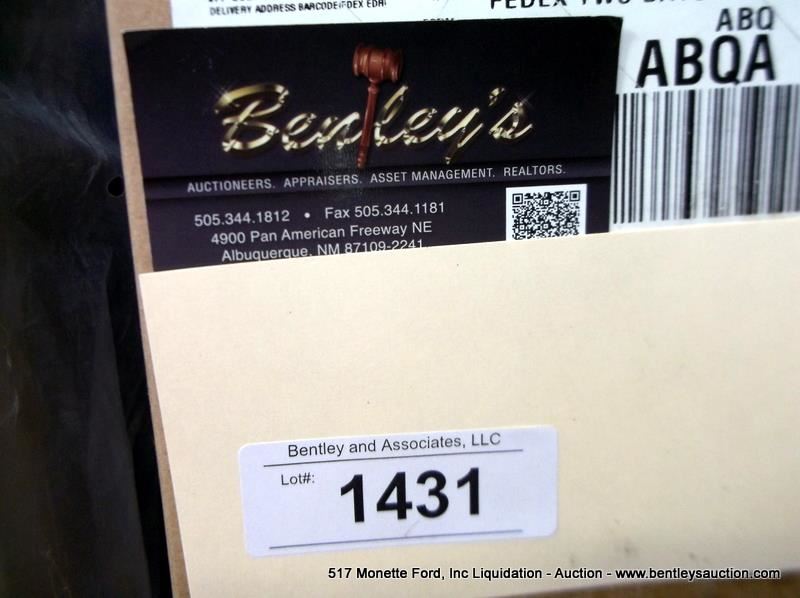 DELIVERY ADDRESS BARCODE(FDEX EDR)
FEDEX TWO
ABQ
ABQA
Bentley's
AUCTIONEERS. APPRAISERS. ASSET MANAGEMENT. REALTORS.
505.344.1812 • Fax 505.344.1181
4900 Pan American Freeway NE
Albuquerque, NM 87109-2241
Bentley and Associates, LLC
Lot#: 1431
517 Monette Ford, Inc Liquidation - Auction - www.bentleysauction.com